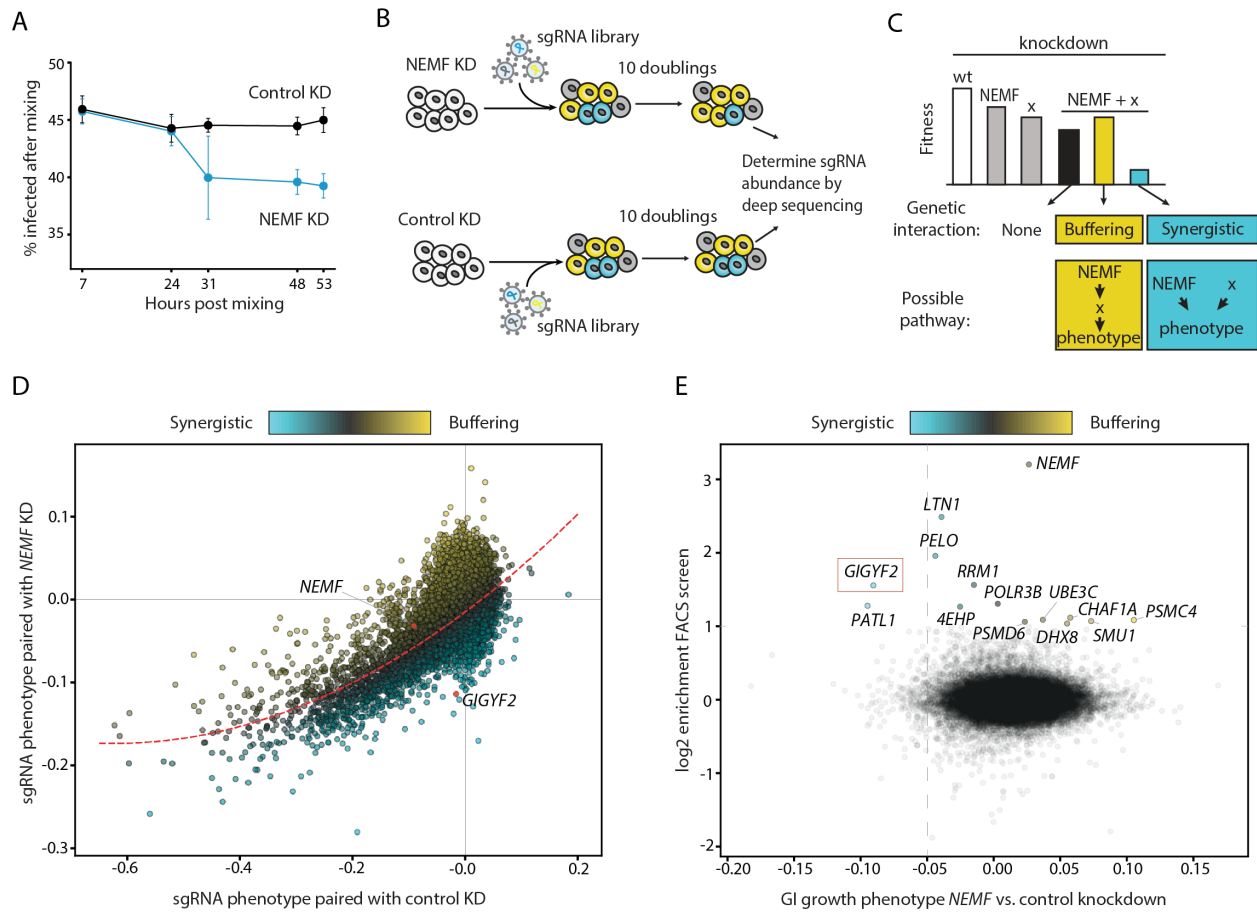 A
% infected after mixing
50
45
40
35
Control KD
NEMF KD
7
24
31
48
53
Hours post mixing
B
sgRNA library
NEMF KD
10 doublings
Determine sgRNA
abundance by
deep sequencing
Control KD
10 doublings
sgRNA library
C
knockdown
wt
NEMF
x
NEMF + x
Fitness
Genetic
interaction:
None
Buffering
Synergistic
Possible
pathway:
NEMF
x
phenotype
NEMF
x
phenotype
D
Synergistic
Buffering
sgRNA phenotype paired with NEMF KD
0.1
0.0
-0.1
-0.2
-0.3
NEMF
GIGYF2
-0.6
-0.4
-0.2
-0.0
0.2
sgRNA phenotype paired with control KD
E
Synergistic
Buffering
log2 enrichment FACS screen
3
2
1
0
-1
-2
NEMF
LTN1
PELO
GIGYF2
RRM1
POLR3B
UBE3C
PATL1
4EHP
CHAF1A
PSMC4
PSMD6
DHX8
SMU1
-0.20
-0.15
-0.10
-0.05
0.00
0.05
0.10
0.15
GI growth phenotype NEMF vs. control knockdown